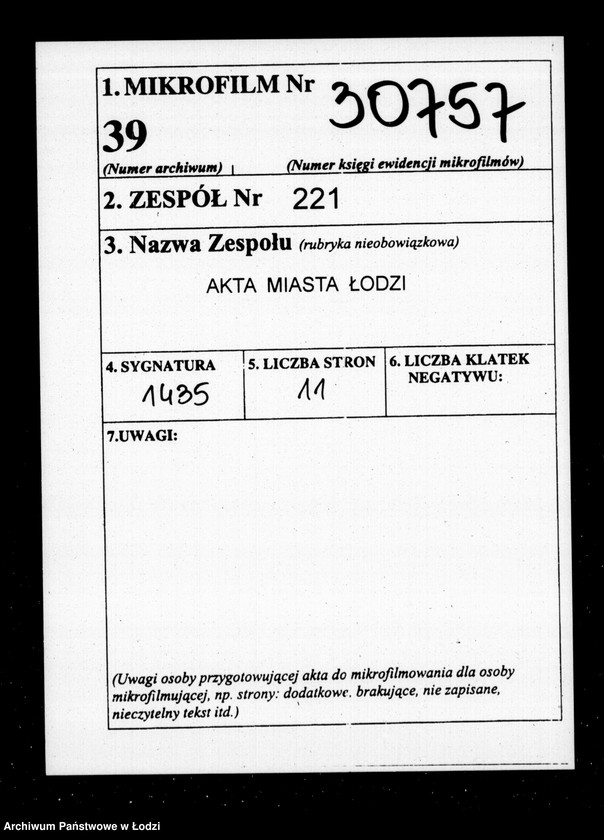 1. MIKROFILM Nr 30757
39
(Numer archiwum) (Numer księgi ewidencji mikrofilmów)
2. ZESPÓŁ Nr 221
3. Nazwa Zespołu (rubryka nieobowiązkowa)
AKTA MIASTA ŁODZI
4. SYGNATURA 5. LICZBA STRON 6. LICZBA KLATEK
NEGATYWU:
1435 11
7.UWAGI:
(Uwagi osoby przygotowującej akta do mikrofilmowania dla osoby
mikrofilmującej, np. strony: dodatkowe, brakujące, nie zapisane,
nieczytelny tekst itd.)
Archiwum Państwowe w Łodzi